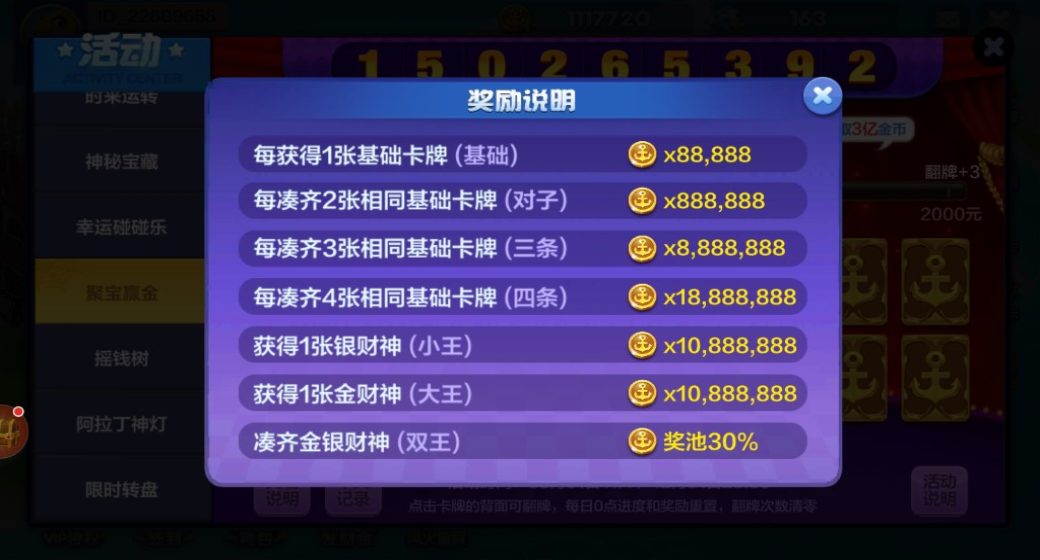 ID_22699658
1117720
163
活动
ACTIVITY CENTER
150265392
时来运转
奖励说明
每获得1张基础卡牌 (基础)
x88,888
3亿金币
神秘宝藏
翻牌+3
每凑齐2张相同基础卡牌 (对子)
x888,888
2000元
幸运碰碰乐
每凑齐3张相同基础卡牌 (三条)
x8,888,888
聚宝赢金
每凑齐4张相同基础卡牌 (四条)
x18,888,888
摇钱树
获得1张银财神 (小王)
x10,888,888
获得1张金财神 (大王)
x10,888,888
阿拉丁神灯
凑齐金银财神 (双王)
奖池30%
限时转盘
说明
记录
活动
说明
点击卡牌的背面可翻牌，每日0点进度和奖励重置，翻牌次数清零